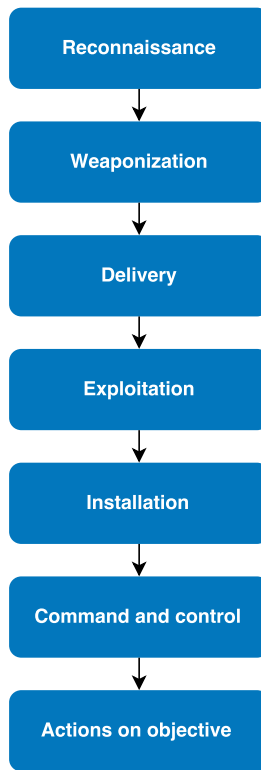 Reconnaissance
Weaponization
Delivery
Exploitation
Installation
Command and control
Actions on objective